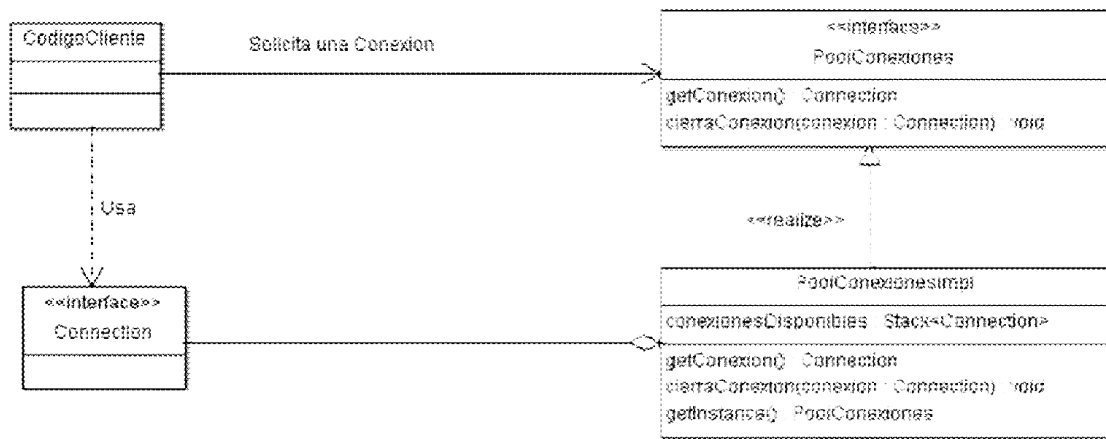 CodigoCliente
Solicita una Conexion
<<interface>>
PoolConexiones
getConexion() : Connection
cierraConexion(conexion : Connection) : void
Usa
<<realize>>
<<interface>>
Connection
PoolConexionesImpl
conexionesDisponibles : Stack<Connection>
getConexion() : Connection
cierraConexion(conexion : Connection) : void
getInstance() : PoolConexiones